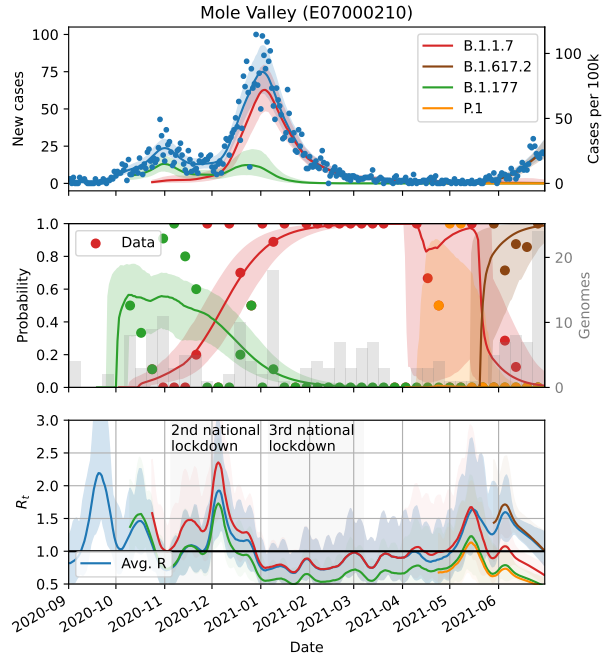 Mole Valley (E07000210)
100
75
50
25
0
New cases
B.1.1.7
B.1.617.2
B.1.177
P.1
100
50
0
Cases per 100k
1.0
0.8
0.6
0.4
0.2
0.0
Probability
Data
20
10
0
Genomes
3.0
2.5
2.0
1.5
1.0
0.5
Rt
2nd national
lockdown
3rd national
lockdown
Avg. R
2020-09
2020-10
2020-11
2020-12
2021-01
2021-02
2021-03
2021-04
2021-05
2021-06
Date